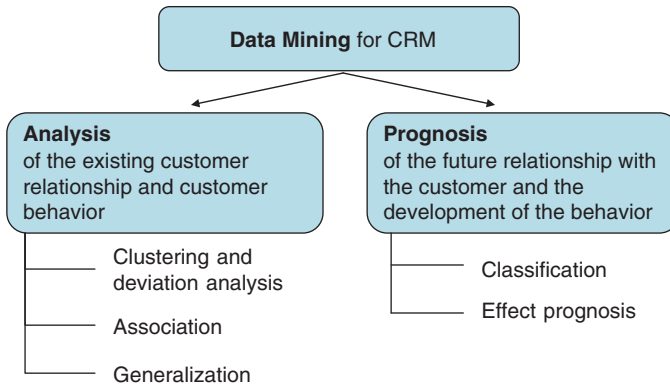 Data Mining for CRM
Analysis
of the existing customer
relationship and customer
behavior
Clustering and
deviation analysis
Association
Generalization
Prognosis
of the future relationship with
the customer and the
development of the behavior
Classification
Effect prognosis